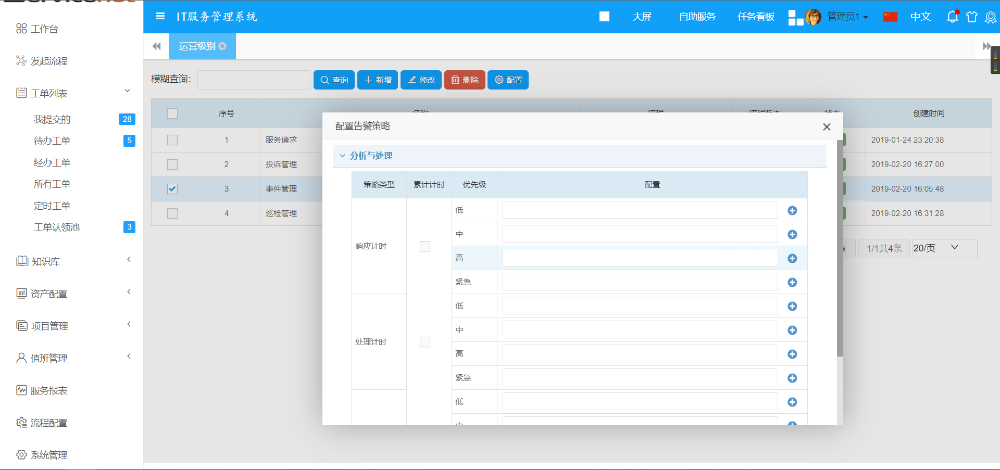 IT服务管理系统
大屏
自助服务
任务看板
管理员1
中文
工作台
发起流程
工单列表
我提交的 28
待办工单 5
经办工单
所有工单
定时工单
工单认领池 3
知识库
资产配置
项目管理
值班管理
服务报表
流程配置
系统管理
运营级别
模糊查询:
查询
新增
修改
删除
配置
序号 名称 流程 流程版本 状态 创建时间
1 服务请求 2019-01-24 23:20:38
2 投诉管理 2019-02-20 16:27:00
3 事件管理 2019-02-20 16:05:48
4 巡检管理 2019-02-20 16:31:28
1/1共4条
20/页
配置告警策略
分析与处理
策略类型 累计计时 优先级 配置
响应计时
低
中
高
紧急
处理计时
低
中
高
紧急
低
中